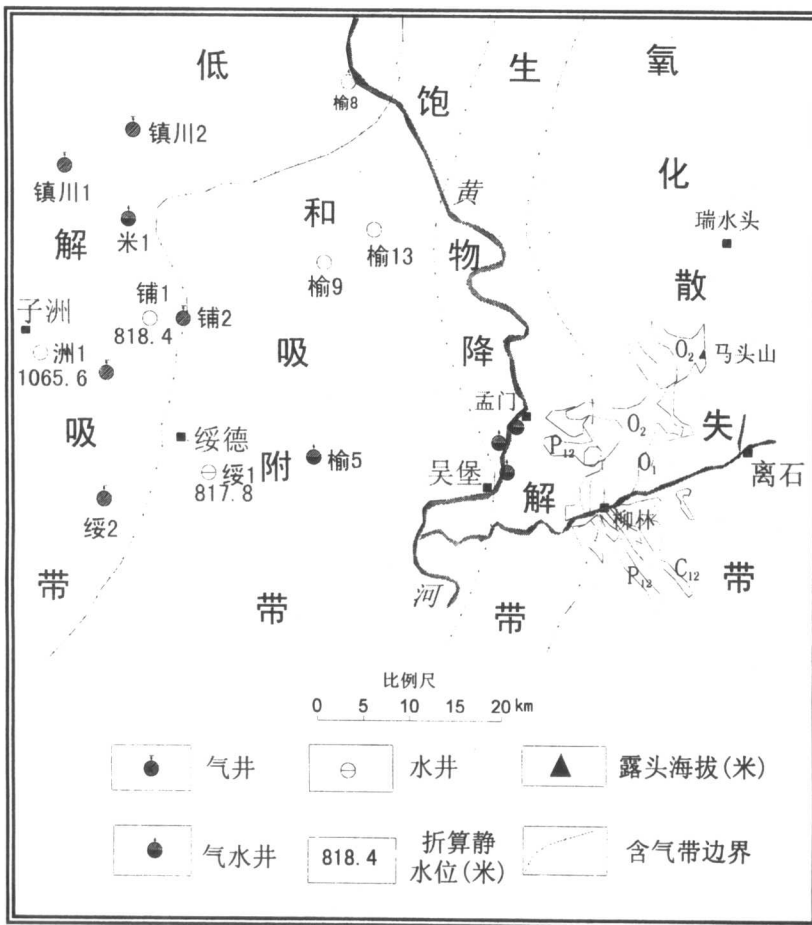 低解吸带
饱和吸附带
生物降解带
氧化散失带
榆8
镇川2
镇川1
米1
黄
河
榆13
榆9
瑞水头
铺1
818.4
铺2
子洲
洲1
1065.6
O₂
马头山
孟门
O₂
P₁₂
O₁
绥德
绥1
817.8
榆5
吴堡
离石
绥2
柳林
P₁₂
C₁₂
比例尺
0 5 10 15 20 km
气井
水井
露头海拔(米)
气水井
818.4
折算静
水位(米)
含气带边界